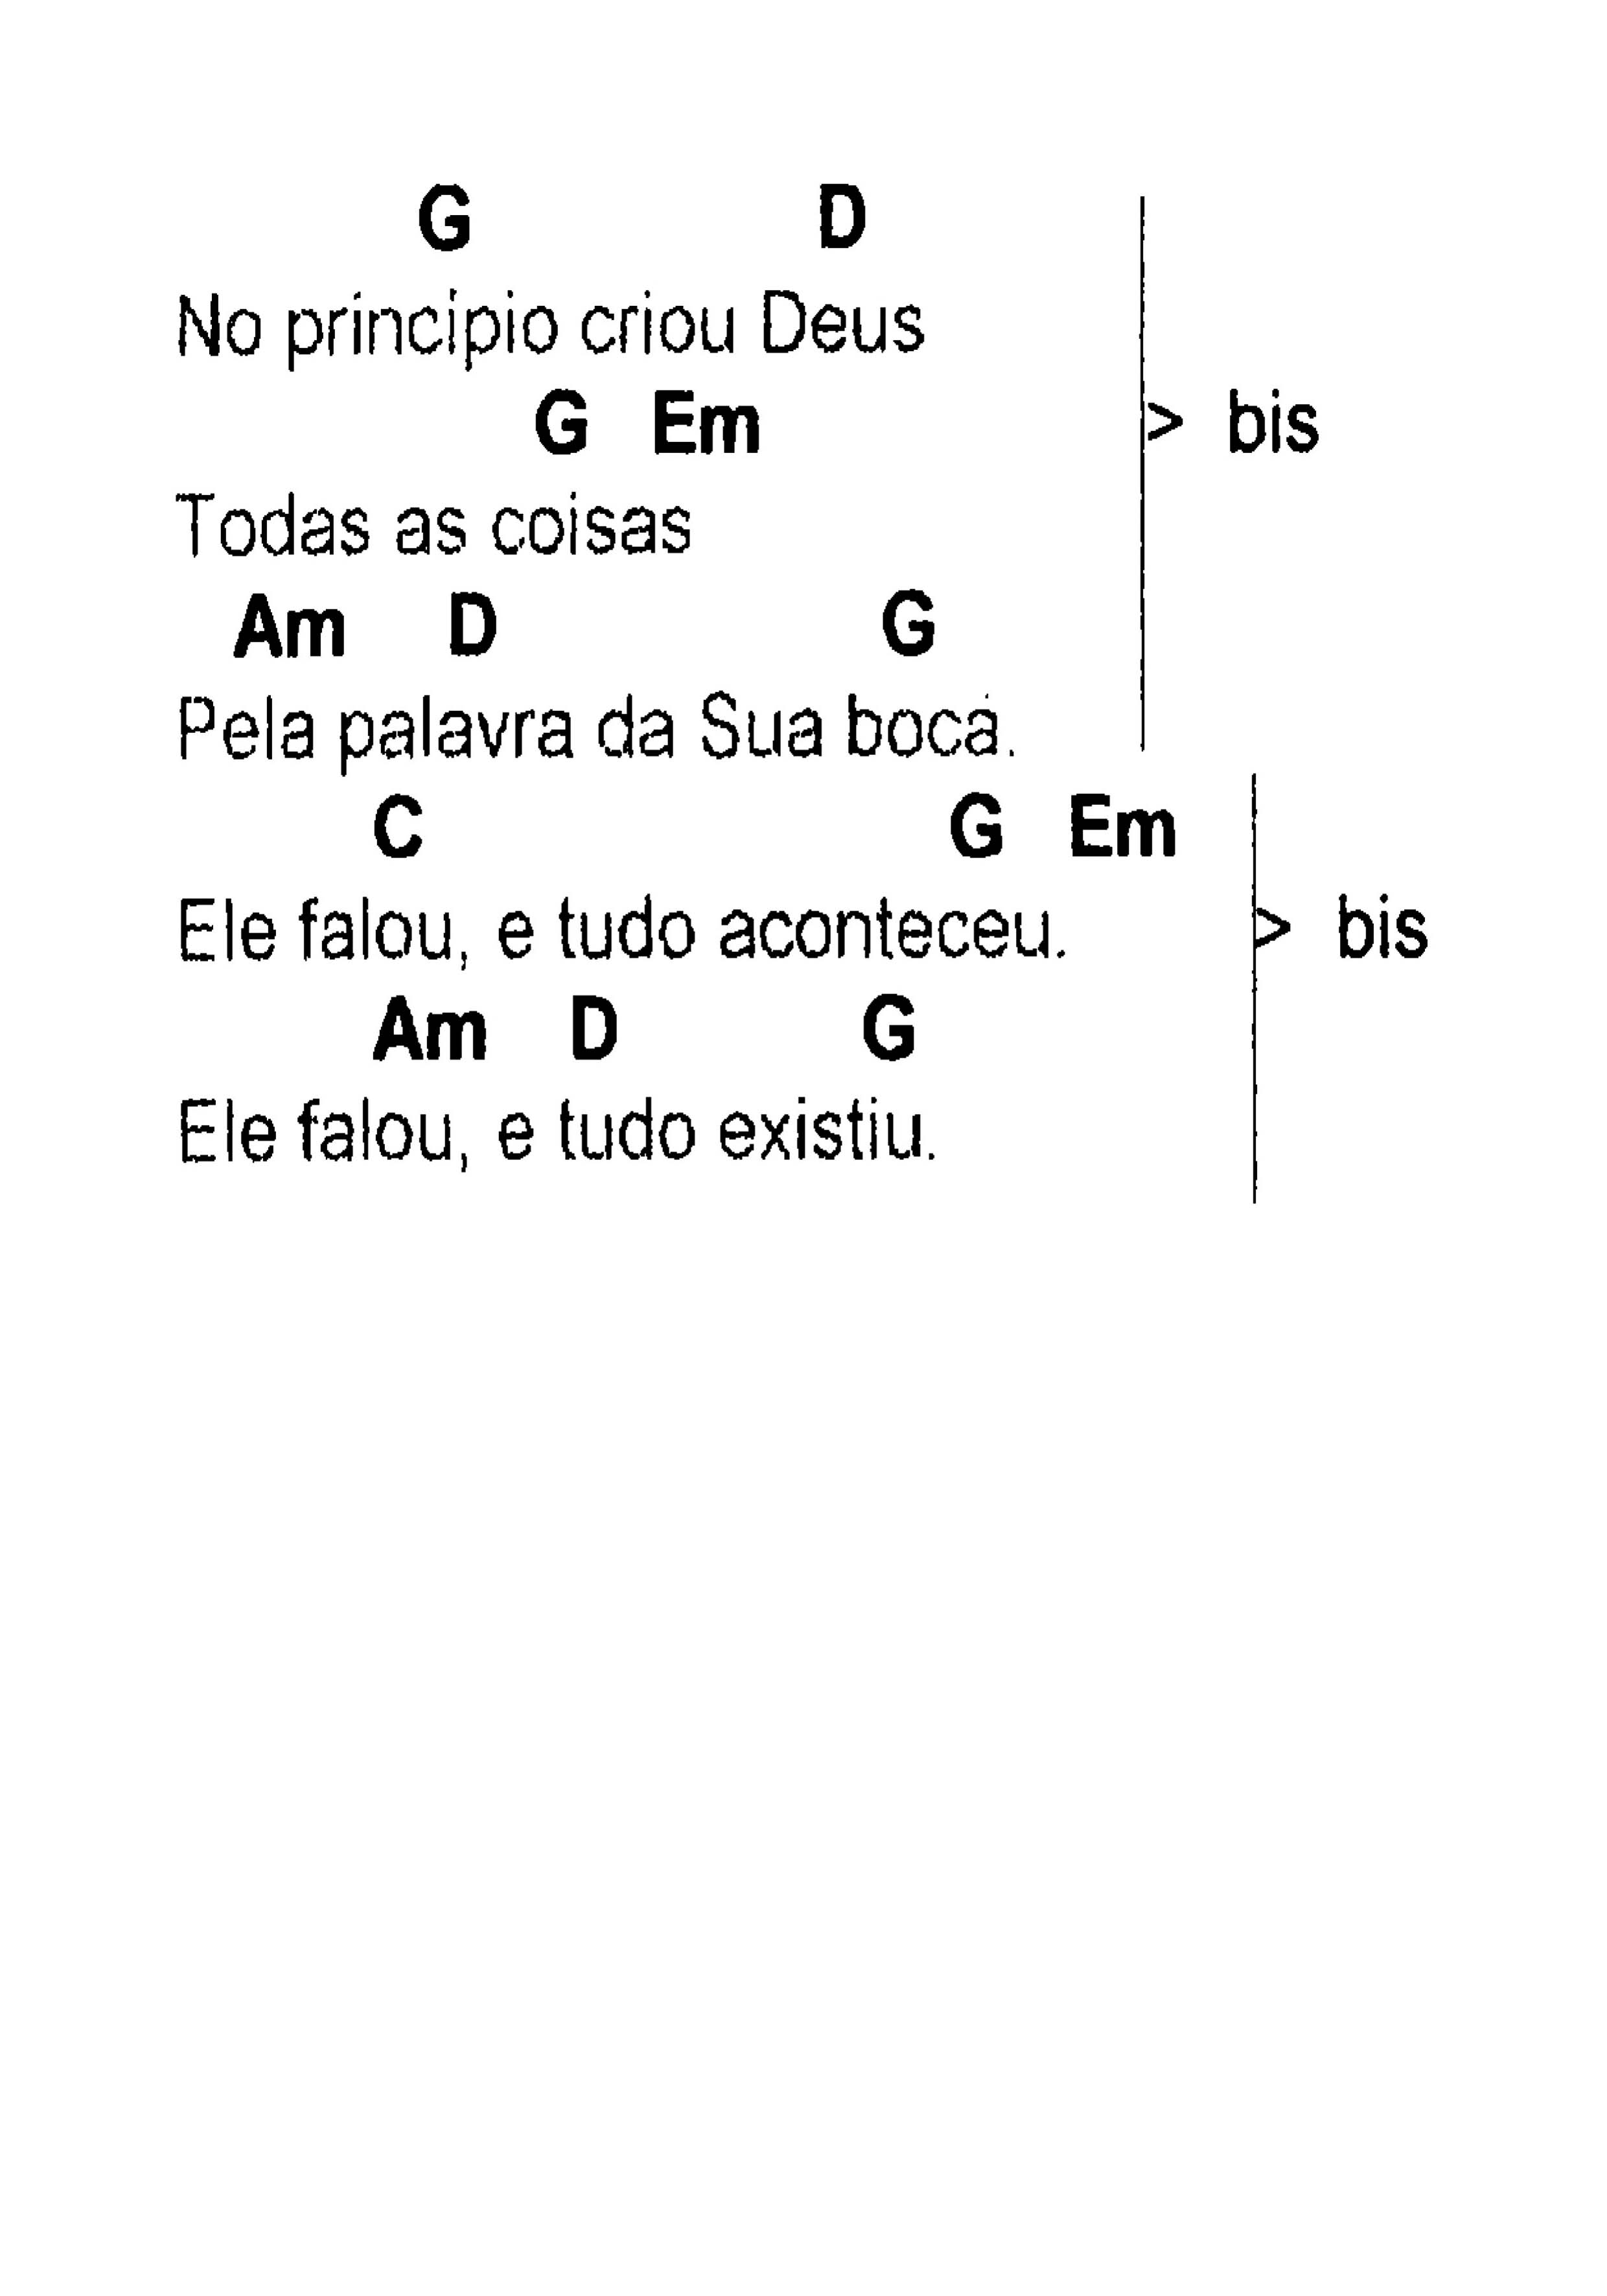 G D
No princípio criou Deus
G Em > bis
Todas as coisas
Am D G
Pela palavra da Sua boca.
C G Em
Ele falou, e tudo aconteceu. > bis
Am D G
Ele falou, e tudo existiu.